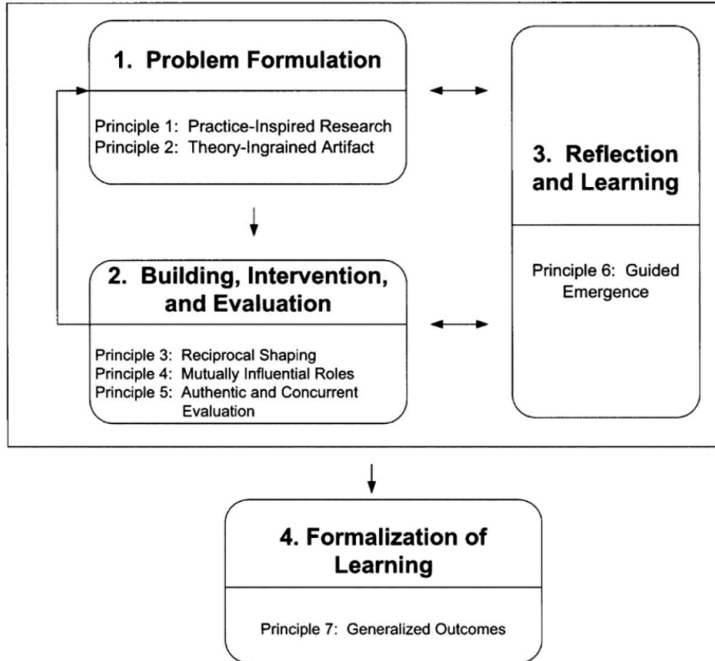 1. Problem Formulation
Principle 1: Practice-Inspired Research
Principle 2: Theory-Ingrained Artifact
2. Building, Intervention,
and Evaluation
Principle 3: Reciprocal Shaping
Principle 4: Mutually Influential Roles
Principle 5: Authentic and Concurrent
Evaluation
3. Reflection
and Learning
Principle 6: Guided
Emergence
4. Formalization of
Learning
Principle 7: Generalized Outcomes